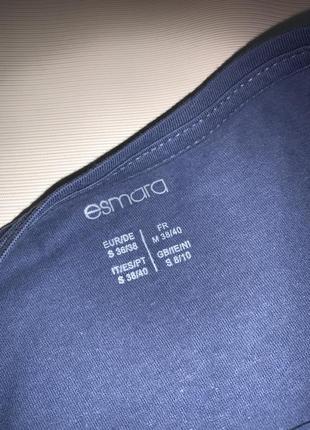 esmara
EUR/DE
S 36/38
FR
M 38/40
IT/ES/PT
S 38/40
GB/IE/NI
S 8/10